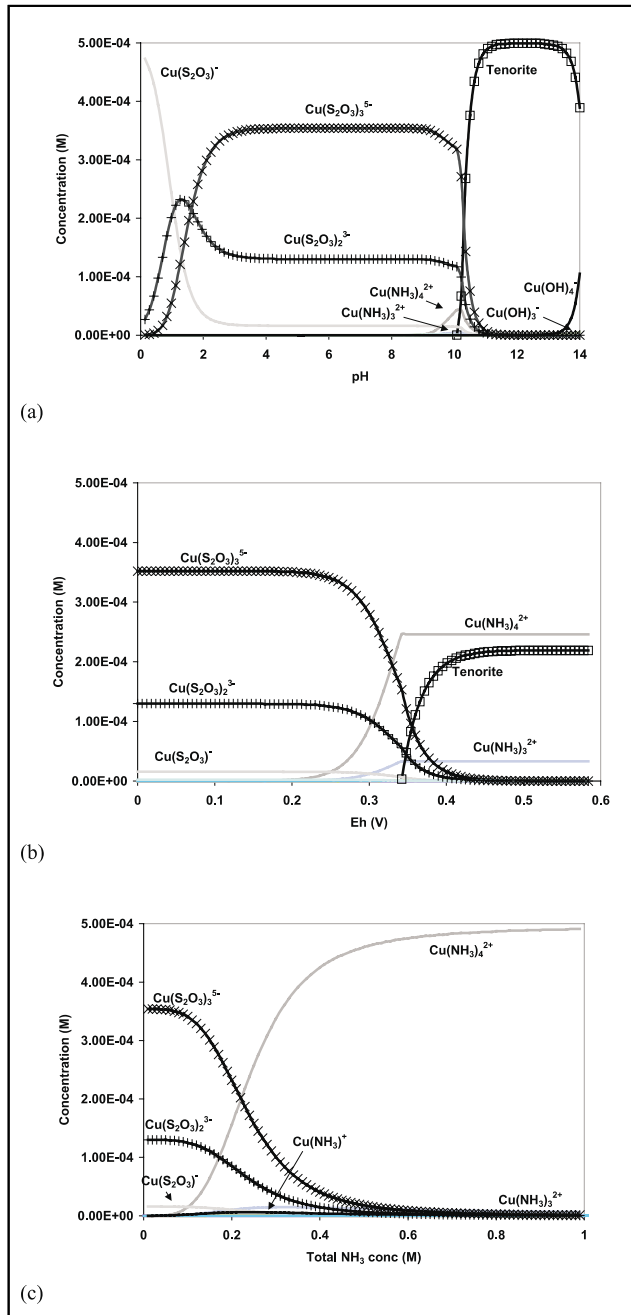 5.00E-04
Cu(S₂O₃)⁻
Tenorite
4.00E-04
Cu(S₂O₃)₃⁵⁻
3.00E-04
Concentration (M)
2.00E-04
Cu(S₂O₃)₂³⁻
1.00E-04
Cu(NH₃)₄²⁺
Cu(OH)₄⁻
Cu(NH₃)₃²⁺
Cu(OH)₃⁻
0.00E+00
0 2 4 6 8 10 12 14
pH
(a)
5.00E-04
4.00E-04
Cu(S₂O₃)₃⁵⁻
3.00E-04
Concentration (M)
Cu(NH₃)₄²⁺
2.00E-04
Tenorite
Cu(S₂O₃)₂³⁻
1.00E-04
Cu(S₂O₃)⁻
Cu(NH₃)₃²⁺
0.00E+00
0 0.1 0.2 0.3 0.4 0.5 0.6
Eh (V)
(b)
5.00E-04
Cu(NH₃)₄²⁺
4.00E-04
Cu(S₂O₃)₃⁵⁻
3.00E-04
Concentration (M)
2.00E-04
Cu(S₂O₃)₂³⁻
Cu(NH₃)⁺
1.00E-04
Cu(S₂O₃)⁻
Cu(NH₃)₃²⁺
0.00E+00
0 0.2 0.4 0.6 0.8 1
Total NH₃ conc (M)
(c)